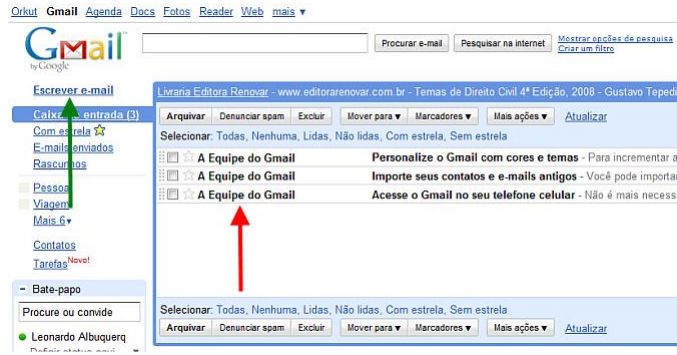 Orkut Gmail Agenda Docs Fotos Reader Web mais ▼
Gmail
by Google
Procurar e-mail Pesquisar na internet Mostrar opções de pesquisa
Criar um filtro
Escrever e-mail
Livraria Editora Renovar - www.editorarenovar.com.br - Temas de Direito Civil 4ª Edição, 2008 - Gustavo Tepedi
Caixa entrada (3)
Arquivar Denunciar spam Excluir Mover para ▼ Marcadores ▼ Mais ações ▼ Atualizar
Com estrela
Selecionar: Todas, Nenhuma, Lidas, Não lidas, Com estrela, Sem estrela
E-mails enviados
A Equipe do Gmail Personalize o Gmail com cores e temas - Para incrementar a
Rascunhos
A Equipe do Gmail Importe seus contatos e e-mails antigos - Você pode importa
Pessoal
A Equipe do Gmail Acesse o Gmail no seu telefone celular - Não é mais necess
Viagem
Mais 6▼
Contatos
Tarefas Novo!
– Bate-papo
Procure ou convide
Selecionar: Todas, Nenhuma, Lidas, Não lidas, Com estrela, Sem estrela
Arquivar Denunciar spam Excluir Mover para ▼ Marcadores ▼ Mais ações ▼ Atualizar
Leonardo Albuquerq
Definir status aqui